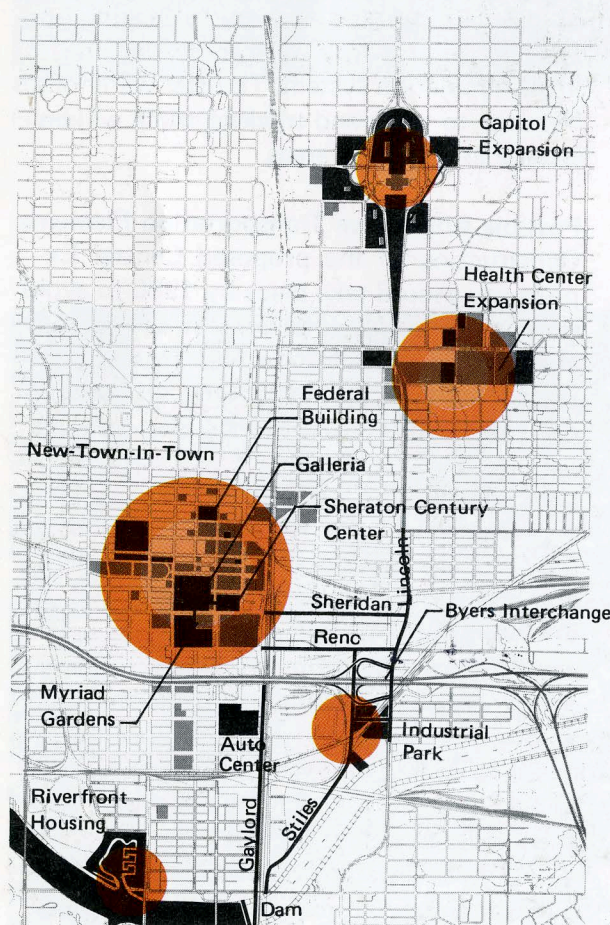 Capitol
Expansion
Health Center
Expansion
Federal
Building
New-Town-In-Town
Galleria
Sheraton Century
Center
Lincoln
Sheridan
Byers Interchange
Reno
Myriad
Gardens
Auto
Center
Industrial
Park
Riverfront
Housing
Gaylord
Stiles
Dam